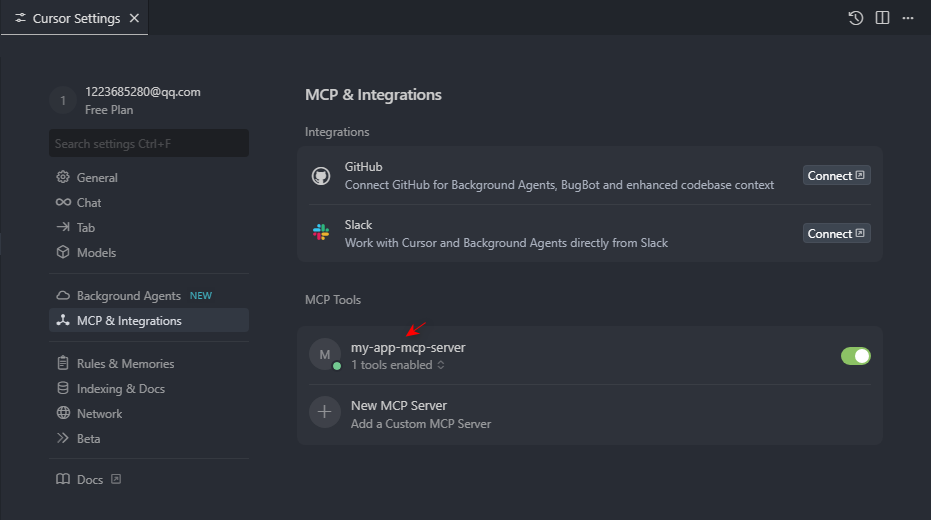 Cursor Settings
1
1223685280@qq.com
Free Plan
Search settings Ctrl+F
General
Chat
Tab
Models
Background Agents NEW
MCP & Integrations
Rules & Memories
Indexing & Docs
Network
Beta
Docs
MCP & Integrations
Integrations
GitHub
Connect GitHub for Background Agents, BugBot and enhanced codebase context
Connect
Slack
Work with Cursor and Background Agents directly from Slack
Connect
MCP Tools
M
my-app-mcp-server
1 tools enabled
New MCP Server
Add a Custom MCP Server